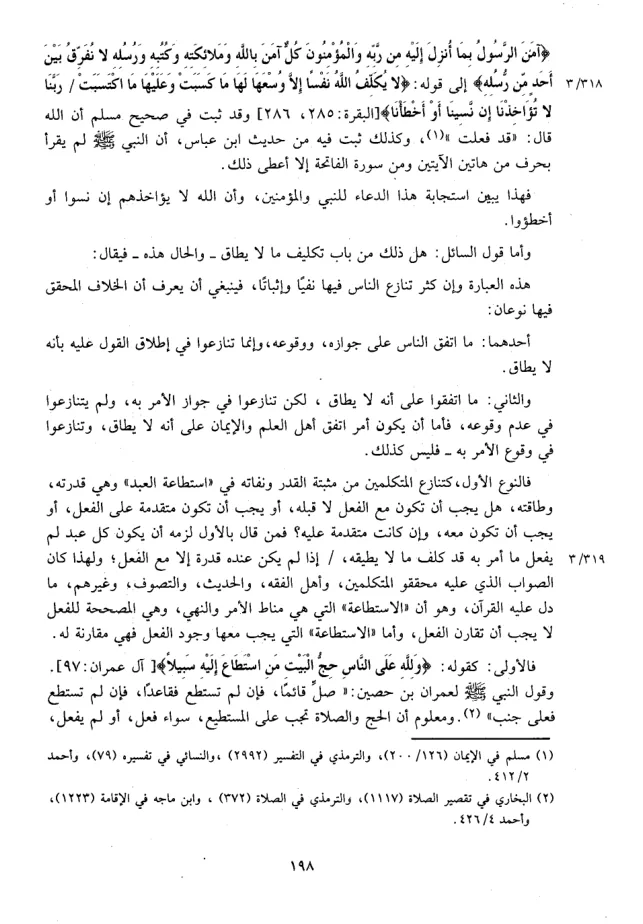 ﴿آمَنَ الرَّسُولُ بِمَا أُنزِلَ إِلَيْهِ مِن رَّبِّهِ وَالْمُؤْمِنُونَ كُلٌّ آمَنَ بِاللَّهِ وَمَلائِكَتِهِ وَكُتُبِهِ وَرُسُلِهِ لا نُفَرِّقُ بَيْنَ
أَحَدٍ مِّن رُّسُلِهِ﴾ إلى قوله: ﴿لا يُكَلِّفُ اللَّهُ نَفْسًا إِلاَّ وُسْعَهَا لَهَا مَا كَسَبَتْ وَعَلَيْهَا مَا اكْتَسَبَتْ / رَبَّنَا ٣/٣١٨
لا تُؤَاخِذْنَا إِن نَّسِينَا أَوْ أَخْطَأْنَا﴾[البقرة:٢٨٥، ٢٨٦] وقد ثبت في صحيح مسلم أن الله
قال: «قد فعلت »(١)، وكذلك ثبت فيه من حديث ابن عباس، أن النبي ﷺ لم يقرأ
بحرف من هاتين الآيتين ومن سورة الفاتحة إلا أعطى ذلك.
فهذا يبين استجابة هذا الدعاء للنبي والمؤمنين، وأن الله لا يؤاخذهم إن نسوا أو
أخطؤوا.
وأما قول السائل: هل ذلك من باب تكليف ما لا يطاق ـ والحال هذه ـ فيقال:
هذه العبارة وإن كثر تنازع الناس فيها نفيًا وإثباتًا، فينبغي أن يعرف أن الخلاف المحقق
فيها نوعان:
أحدهما: ما اتفق الناس على جوازه، ووقوعه،وإنما تنازعوا في إطلاق القول عليه بأنه
لا يطاق.
والثاني: ما اتفقوا على أنه لا يطاق ، لكن تنازعوا في جواز الأمر به، ولم يتنازعوا
في عدم وقوعه، فأما أن يكون أمر اتفق أهل العلم والإيمان على أنه لا يطاق، وتنازعوا
في وقوع الأمر به ـ فليس كذلك.
فالنوع الأول،كتنازع المتكلمين من مثبتة القدر ونفاته في «استطاعة العبد» وهي قدرته،
وطاقته، هل يجب أن تكون مع الفعل لا قبله، أو يجب أن تكون متقدمة على الفعل، أو
يجب أن تكون معه، وإن كانت متقدمة عليه؟ فمن قال بالأول لزمه أن يكون كل عبد لم
يفعل ما أمر به قد كلف ما لا يطيقه، / إذا لم يكن عنده قدرة إلا مع الفعل؛ ولهذا كان ٣/٣١٩
الصواب الذي عليه محققو المتكلمين، وأهل الفقه، والحديث، والتصوف، وغيرهم، ما
دل عليه القرآن، وهو أن «الاستطاعة» التي هي مناط الأمر والنهي، وهي المصححة للفعل
لا يجب أن تقارن الفعل، وأما «الاستطاعة» التي يجب معها وجود الفعل فهي مقارنة له.
فالأولى: كقوله: ﴿وَلِلَّهِ عَلَى النَّاسِ حِجُّ الْبَيْتِ مَنِ اسْتَطَاعَ إِلَيْهِ سَبِيلاً﴾[ آل عمران:٩٧].
وقول النبي ﷺ لعمران بن حصين:« صلِّ قائمًا، فإن لم تستطع فقاعدًا، فإن لم تستطع
فعلى جنب» (٢).ومعلوم أن الحج والصلاة تجب على المستطيع، سواء فعل، أو لم يفعل،
(١) مسلم في الإيمان (٢٠٠/١٢٦)، والترمذي في التفسير (٢٩٩٢) ،والنسائي في تفسيره (٧٩)، وأحمد
٤١٢/٢.
(٢) البخاري في تقصير الصلاة (١١١٧)، والترمذي في الصلاة (٣٧٢) ، وابن ماجه في الإقامة (١٢٢٣)،
وأحمد ٤٢٦/٤ .
١٩٨